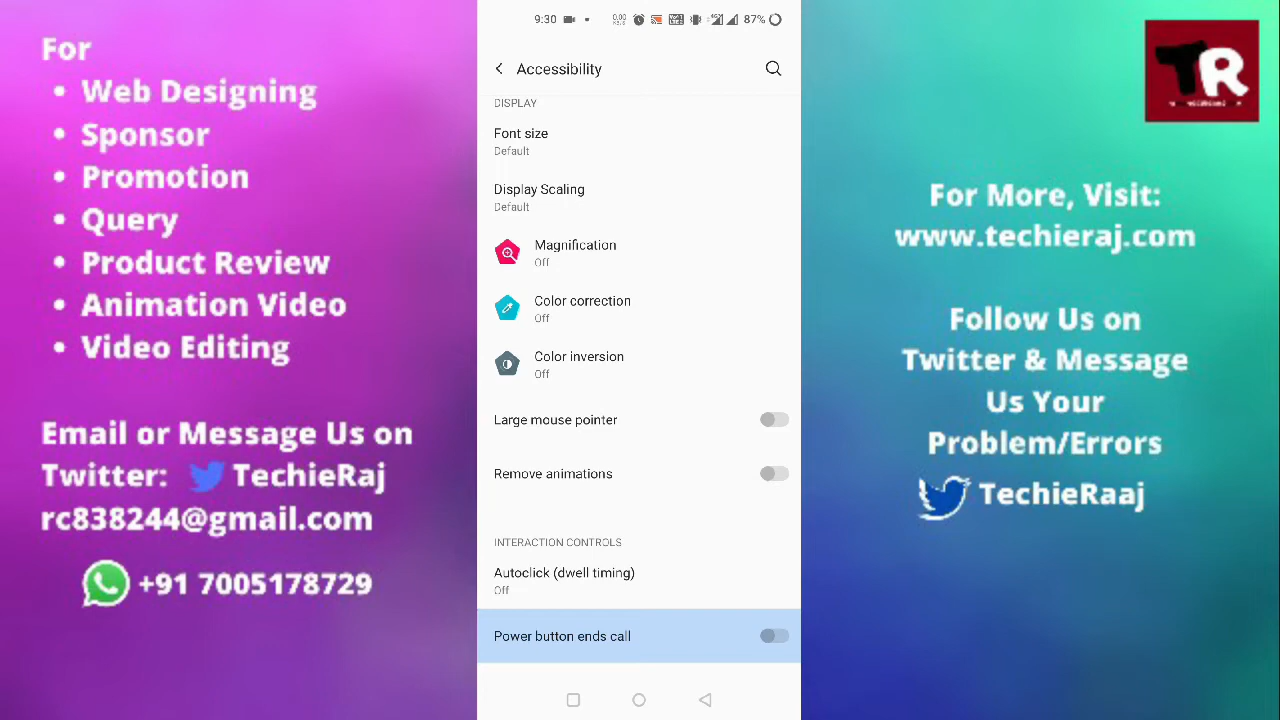 For
• Web Designing
• Sponsor
• Promotion
• Query
• Product Review
• Animation Video
• Video Editing
Email or Message Us on
Twitter: TechieRaj
rc838244@gmail.com
+91 7005178729
9:30
87%
Accessibility
DISPLAY
Font size
Default
Display Scaling
Default
Magnification
Off
Color correction
Off
Color inversion
Off
Large mouse pointer
Remove animations
INTERACTION CONTROLS
Autoclick (dwell timing)
Off
Power button ends call
TR
For More, Visit:
www.techieraj.com
Follow Us on
Twitter & Message
Us Your
Problem/Errors
TechieRaaj